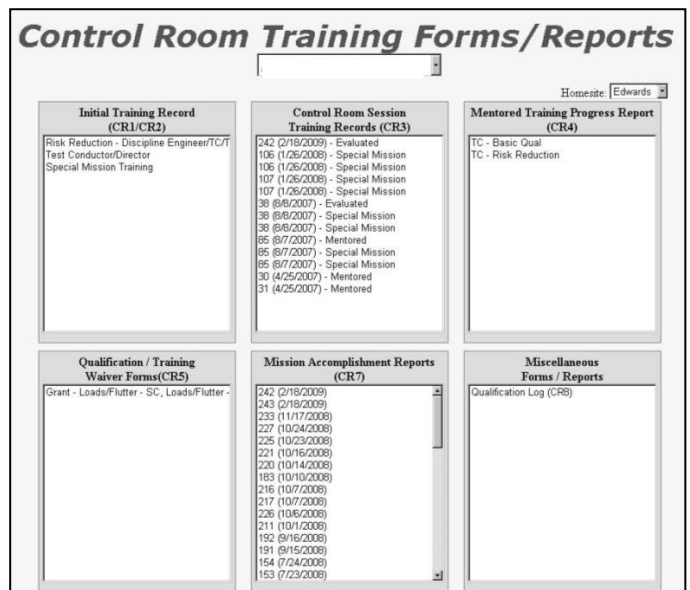 Control Room Training Forms/Reports
Homesite: Edwards
Initial Training Record
(CR1/CR2)
Risk Reduction - Discipline Engineer/TC/T
Test Conductor/Director
Special Mission Training
Control Room Session
Training Records (CR3)
242 (2/18/2009) - Evaluated
106 (1/26/2008) - Special Mission
106 (1/26/2008) - Special Mission
107 (1/26/2008) - Special Mission
107 (1/26/2008) - Special Mission
38 (8/8/2007) - Evaluated
38 (8/8/2007) - Special Mission
38 (8/8/2007) - Special Mission
85 (8/7/2007) - Mentored
85 (8/7/2007) - Special Mission
85 (8/7/2007) - Special Mission
30 (4/25/2007) - Mentored
31 (4/25/2007) - Mentored
Mentored Training Progress Report
(CR4)
TC - Basic Qual
TC - Risk Reduction
Qualification / Training
Waiver Forms(CR5)
Grant - Loads/Flutter - SC, Loads/Flutter -
Mission Accomplishment Reports
(CR7)
242 (2/18/2009)
243 (2/18/2009)
233 (11/17/2008)
227 (10/24/2008)
225 (10/23/2008)
221 (10/16/2008)
220 (10/14/2008)
183 (10/10/2008)
216 (10/7/2008)
217 (10/7/2008)
226 (10/6/2008)
211 (10/1/2008)
192 (9/16/2008)
191 (9/15/2008)
154 (7/24/2008)
153 (7/23/2008)
Miscellaneous
Forms / Reports
Qualification Log (CR8)